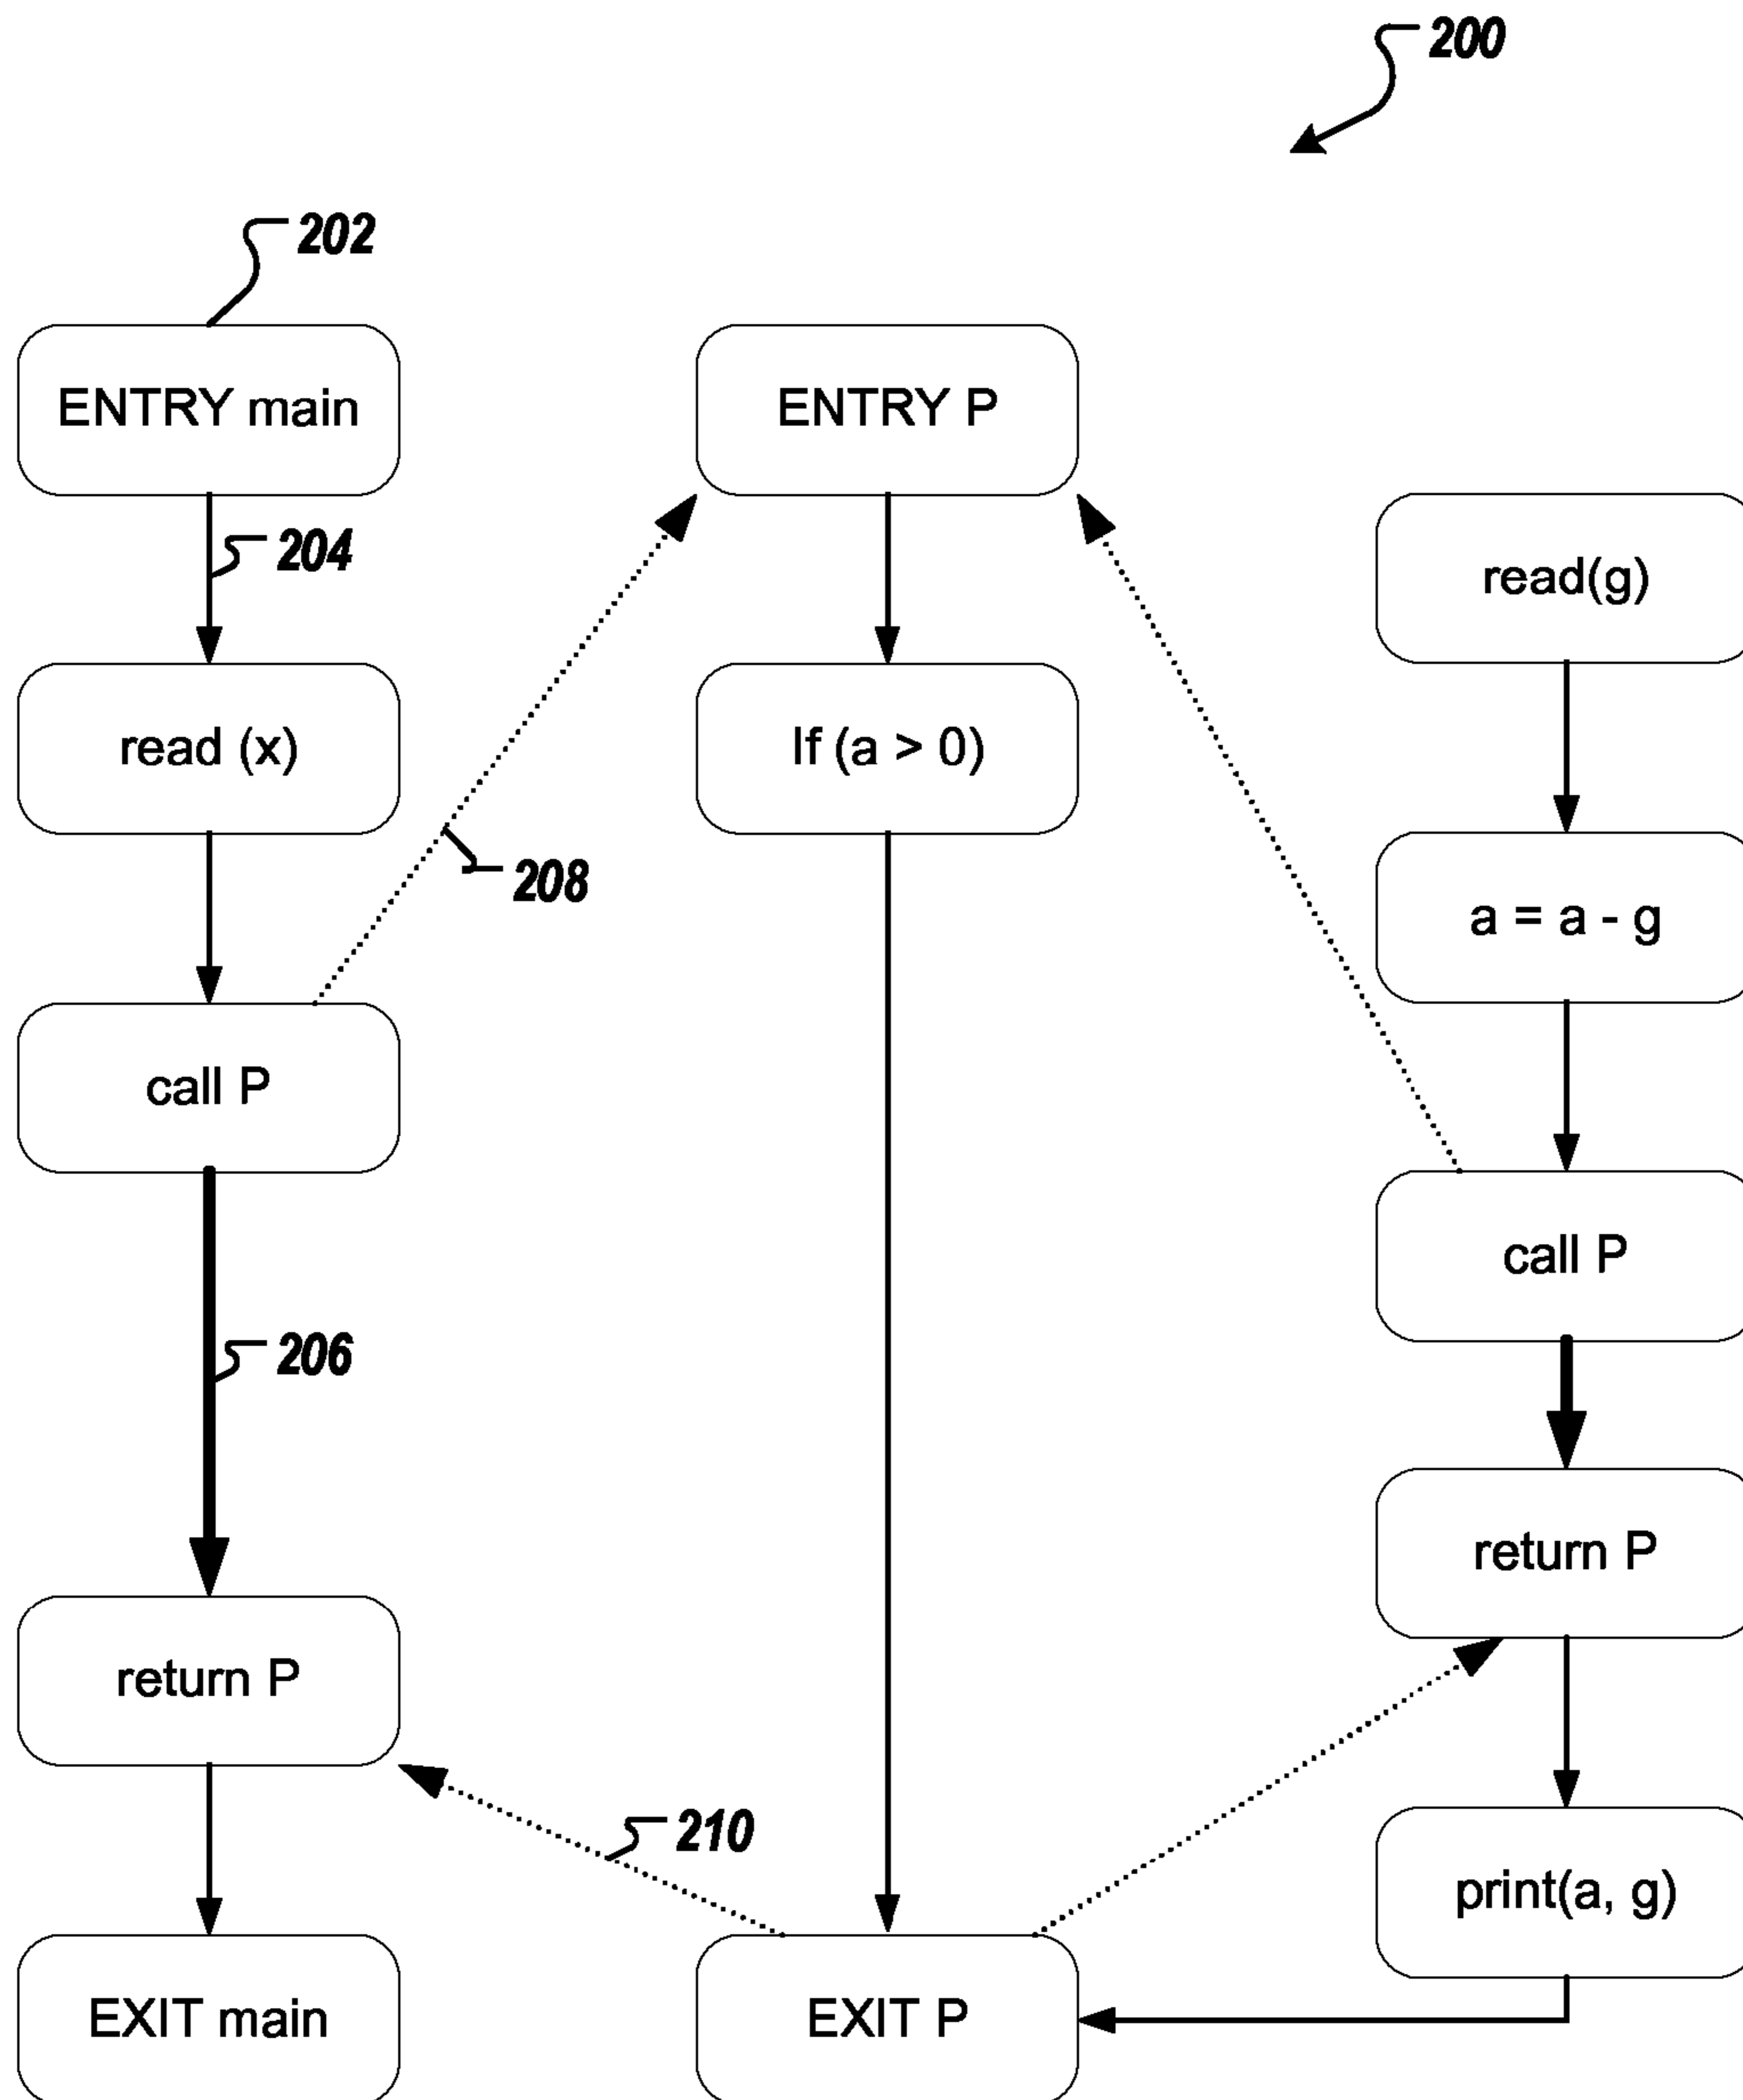 200
202
ENTRY main
ENTRY P
204
read(g)
read (x)
If (a > 0)
208
a = a - g
call P
call P
206
return P
return P
210
print(a, g)
EXIT main
EXIT P